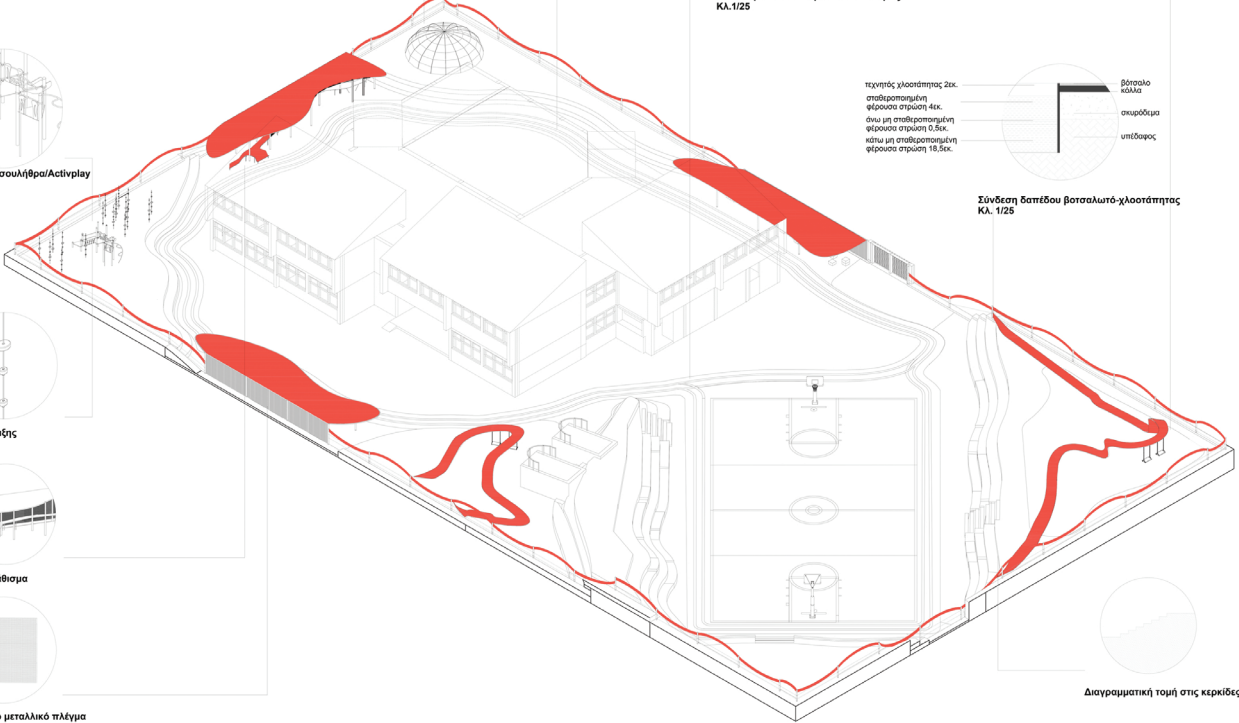 Κλ.1/25
τεχνητός χλοοτάπητας 2εκ.
σταθεροποιημένη
φέρουσα στρώση 4εκ.
άνω μη σταθεροποιημένη
φέρουσα στρώση 0,5εκ.
κάτω μη σταθεροποιημένη
φέρουσα στρώση 18,5εκ.
βότσαλο
κόλλα
σκυρόδεμα
υπέδαφος
Σύνδεση δαπέδου βοτσαλωτό-χλοοτάπητας
Κλ. 1/25
σουλήθρα/Activplay
ξης
θισμα
μεταλλικό πλέγμα
Διαγραμματική τομή στις κερκίδες